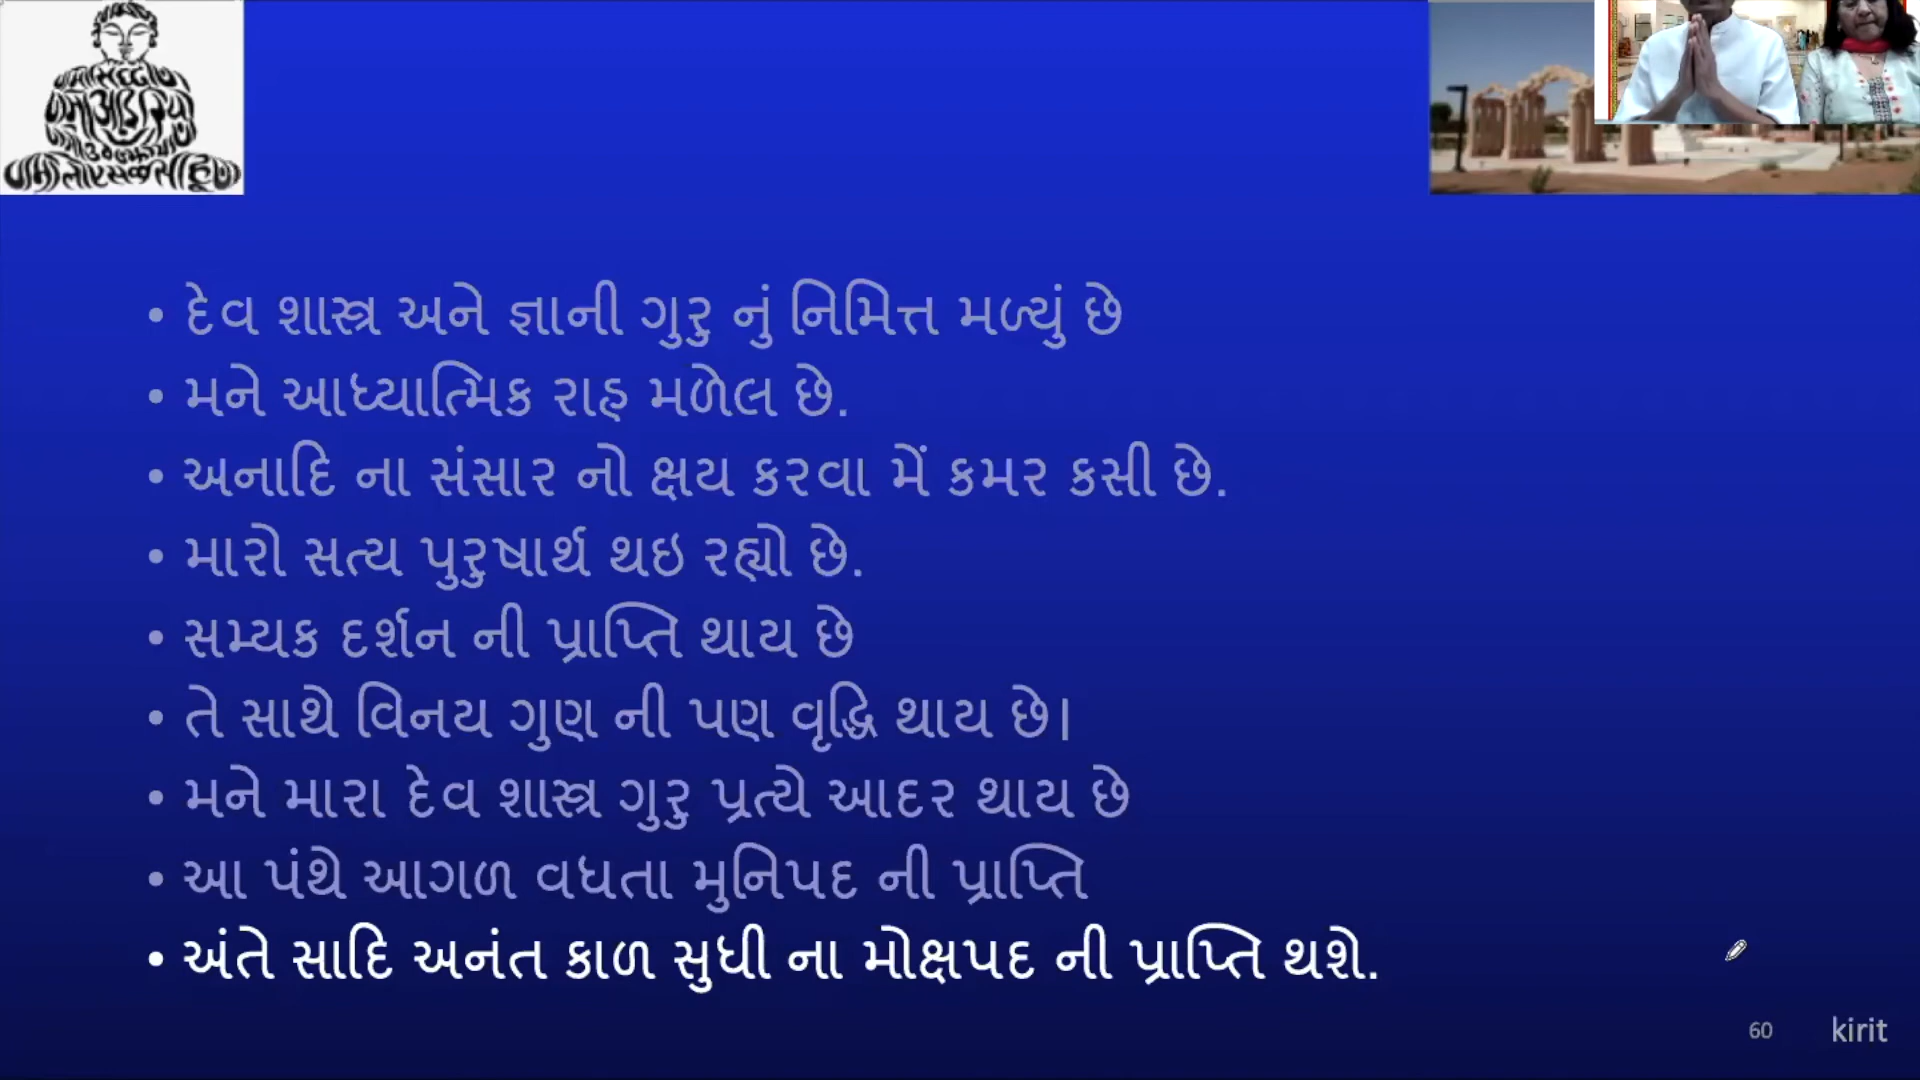 • દેવ શાસ્ત્ર અને જ્ઞાની ગુરુ નું નિમિત્ત મળ્યું છે
• મને આધ્યાત્મિક રાહ મળેલ છે.
• અનાદિ ના સંસાર નો ક્ષય કરવા મેં કમર કસી છે.
• મારો સત્ય પુરુષાર્થ થઇ રહ્યો છે.
• સમ્યક દર્શન ની પ્રાપ્તિ થાય છે
• તે સાથે વિનય ગુણ ની પણ વૃદ્ધિ થાય છે|
• મને મારા દેવ શાસ્ત્ર ગુરુ પ્રત્યે આદર થાય છે
• આ પંથે આગળ વધતા મુનિપદ ની પ્રાપ્તિ
• અંતે સાદિ અનંત કાળ સુધી ના મોક્ષપદ ની પ્રાપ્તિ થશે.
60 kirit